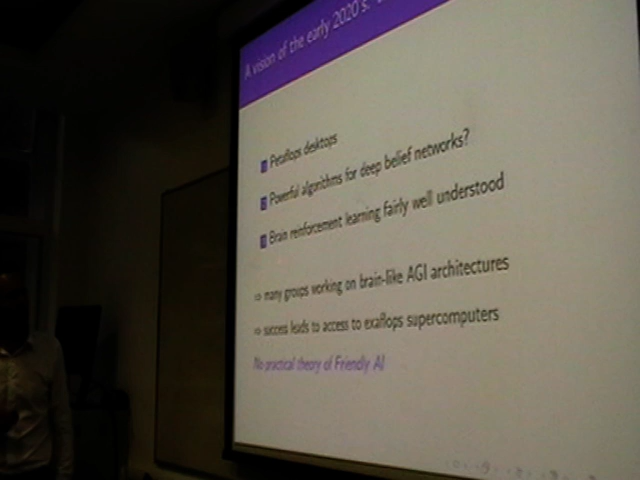 A vision of the early 2020's:
Petaflops desktops
Powerful algorithms for deep belief networks?
Brain reinforcement learning fairly well understood
⇒ many groups working on brain-like AGI architectures
⇒ success leads to access to exaflops supercomputers
No practical theory of Friendly AI